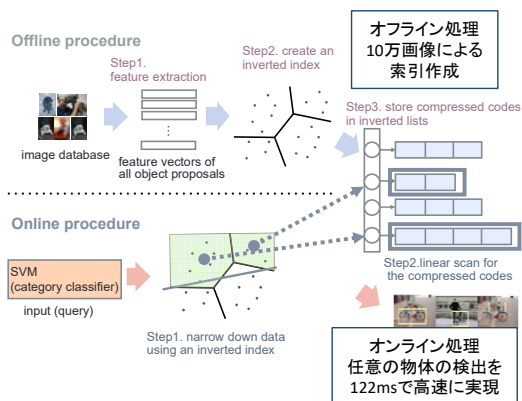 Offline procedure
オフライン処理
10万画像による
索引作成
Step1.
feature extraction
Step2. create an
inverted index
Step3. store compressed codes
in inverted lists
image database
feature vectors of
all object proposals
Online procedure
SVM
(category classifier)
input (query)
Step1. narrow down data
using an inverted index
Step2.linear scan for
the compressed codes
オンライン処理
任意の物体の検出を
122msで高速に実現